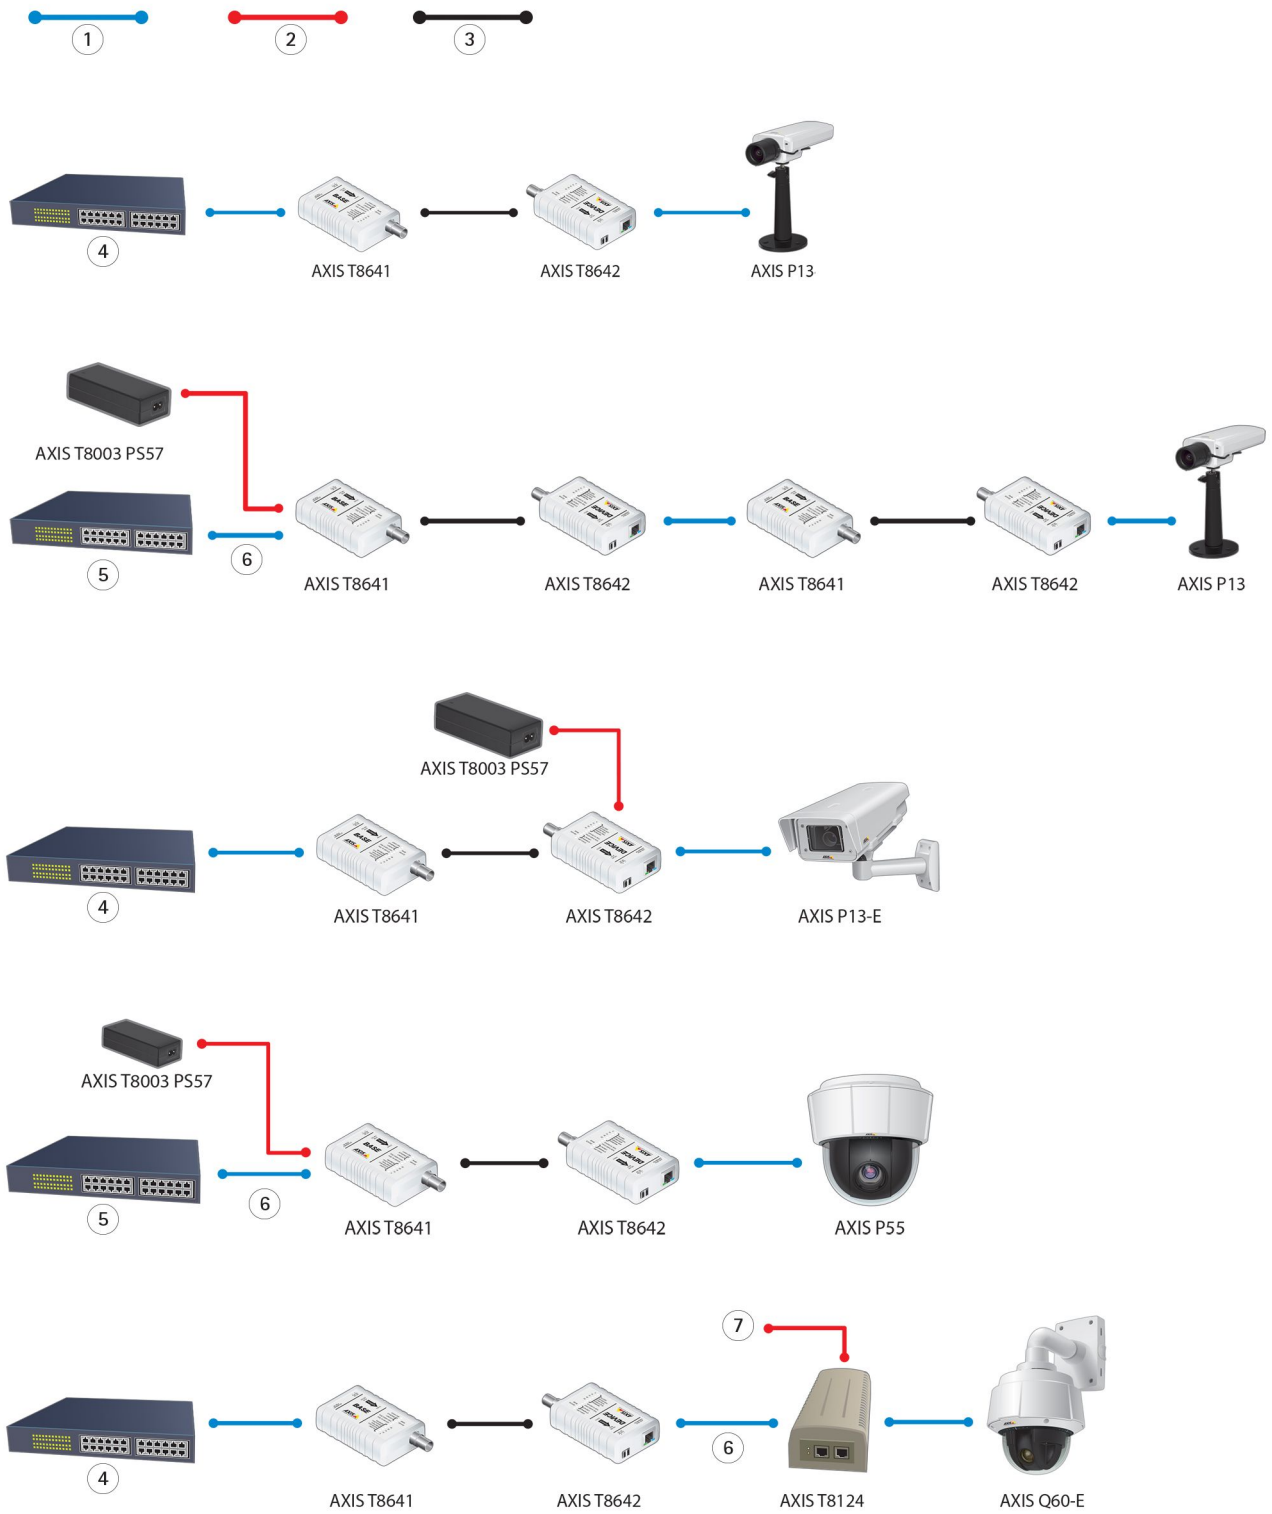 1 2 3
4
AXIS T8641 AXIS T8642 AXIS P13
AXIS T8003 PS57
5 6
AXIS T8641 AXIS T8642 AXIS T8641 AXIS T8642 AXIS P13
AXIS T8003 PS57
4
AXIS T8641 AXIS T8642 AXIS P13-E
AXIS T8003 PS57
5 6
AXIS T8641 AXIS T8642 AXIS P55
7
4 6
AXIS T8641 AXIS T8642 AXIS T8124 AXIS Q60-E